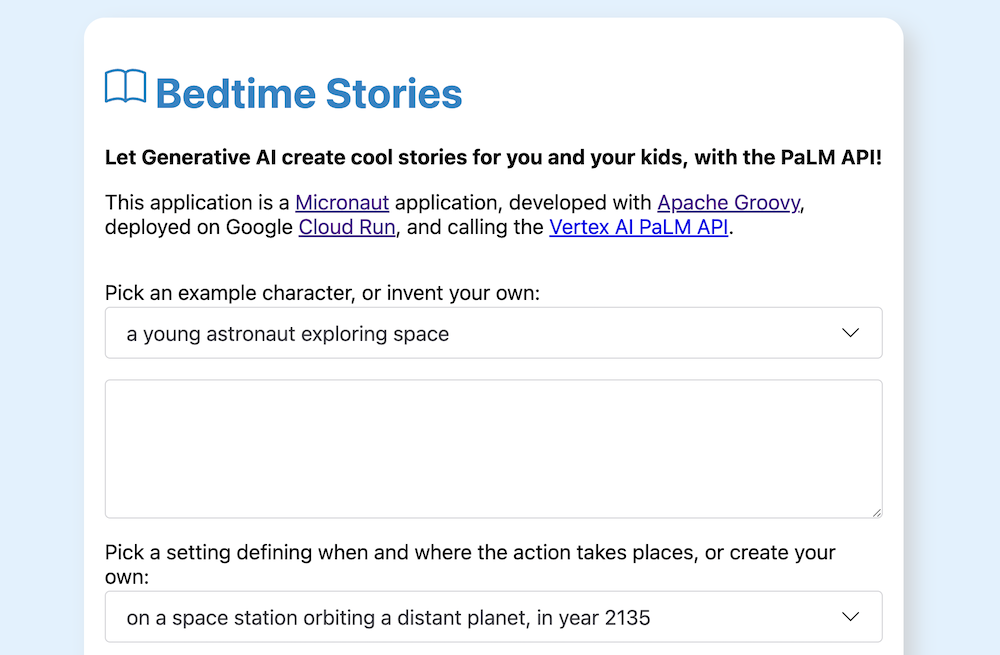 Bedtime Stories
Let Generative AI create cool stories for you and your kids, with the PaLM API!
This application is a Micronaut application, developed with Apache Groovy,
deployed on Google Cloud Run, and calling the Vertex AI PaLM API.
Pick an example character, or invent your own:
a young astronaut exploring space
Pick a setting defining when and where the action takes places, or create your
own:
on a space station orbiting a distant planet, in year 2135